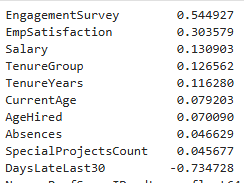 EngagementSurvey 0.544927
EmpSatisfaction 0.303579
Salary 0.130903
TenureGroup 0.126562
TenureYears 0.116280
CurrentAge 0.079203
AgeHired 0.070090
Absences 0.046629
SpecialProjectsCount 0.045677
DaysLateLast30 -0.734728